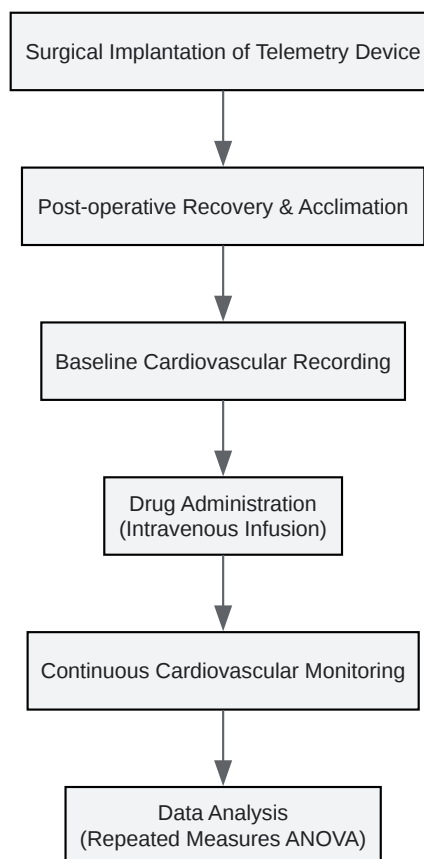 Surgical Implantation of Telemetry Device
Post-operative Recovery & Acclimation
Baseline Cardiovascular Recording
Drug Administration
(Intravenous Infusion)
Continuous Cardiovascular Monitoring
Data Analysis
(Repeated Measures ANOVA)